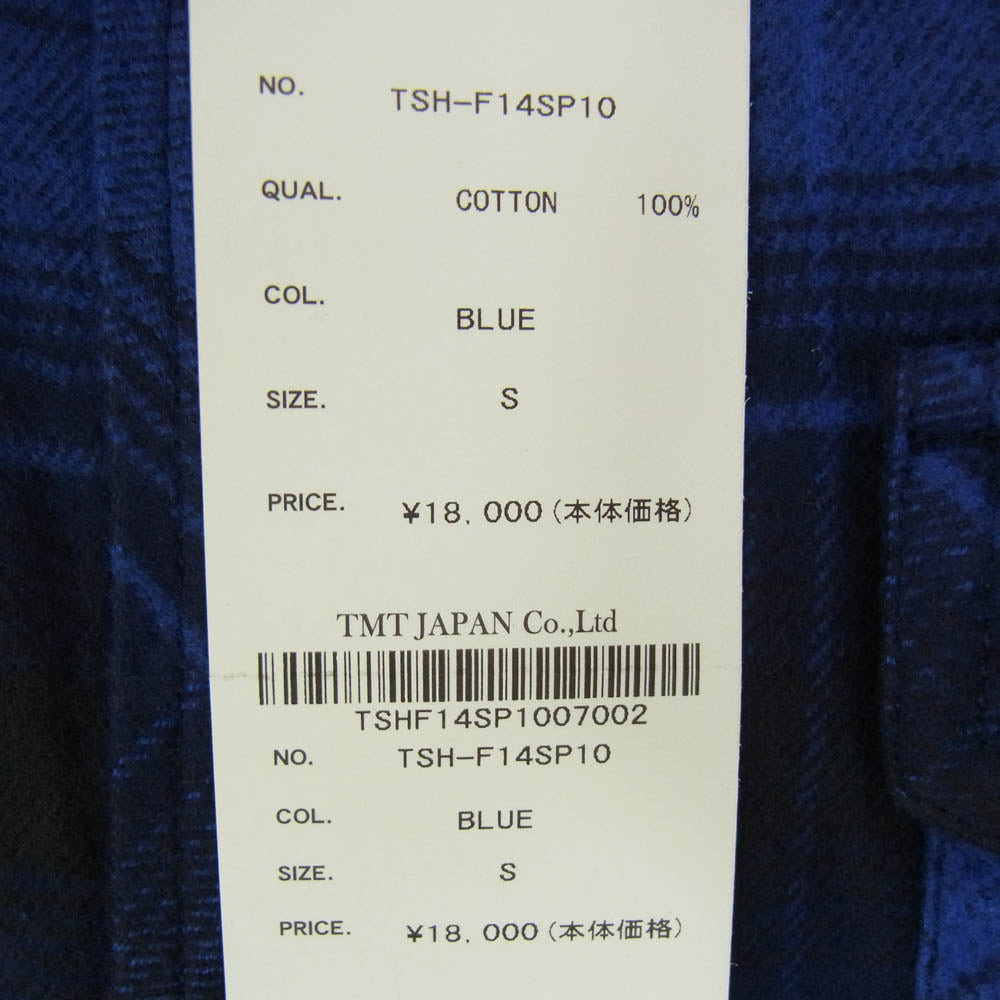 NO. TSH-F14SP10
QUAL. COTTON 100%
COL. BLUE
SIZE. S
PRICE. ¥18,000(本体価格)
TMT JAPAN Co.,Ltd
TSHF14SP1007002
NO. TSH-F14SP10
COL. BLUE
SIZE. S
PRICE. ¥18,000(本体価格)